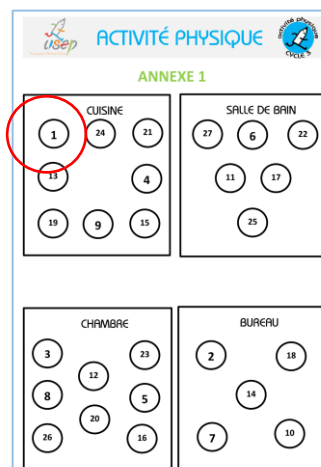 usep
ACTIVITÉ PHYSIQUE
activité physique
CYCLE 3
ANNEXE 1
CUISINE
1 24 21
13 4
19 9 15
SALLE DE BAIN
27 6 22
11 17
25
CHAMBRE
3 23
12
8 5
20
26 16
BUREAU
2 18
14
7 10